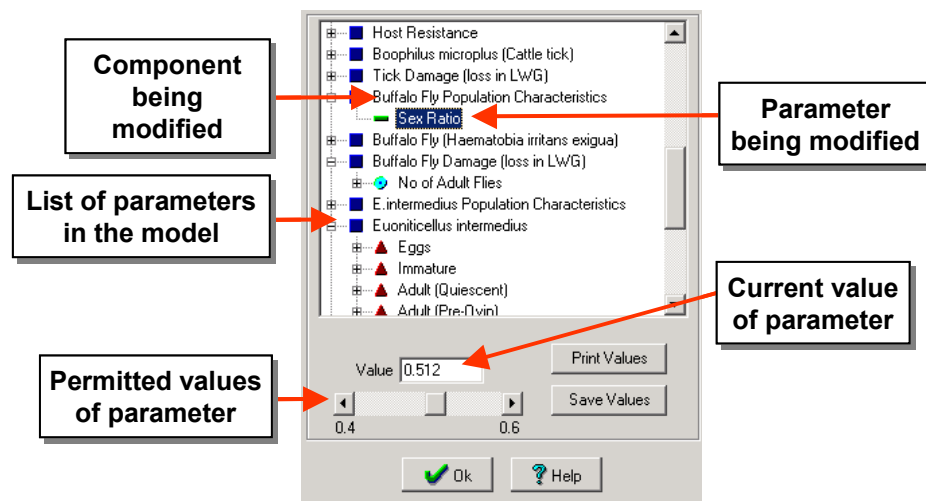 Host Resistance
Boophilus microplus (Cattle tick)
Tick Damage (loss in LWG)
Buffalo Fly Population Characteristics
Sex Ratio
Buffalo Fly (Haematobia irritans exigua)
Buffalo Fly Damage (loss in LWG)
No of Adult Flies
E.intermedius Population Characteristics
Euoniticellus intermedius
Eggs
Immature
Adult (Quiescent)
Adult (Pre-Ovip)
Component
being
modified
Parameter
being modified
List of parameters
in the model
Current value
of parameter
Permitted values
of parameter
Value 0.512
Print Values
Save Values
0.4 0.6
Ok
Help